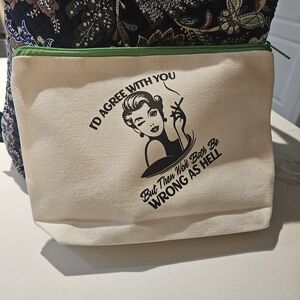 I'D AGREE WITH YOU
But Then We'd Both Be
WRONG AS HELL